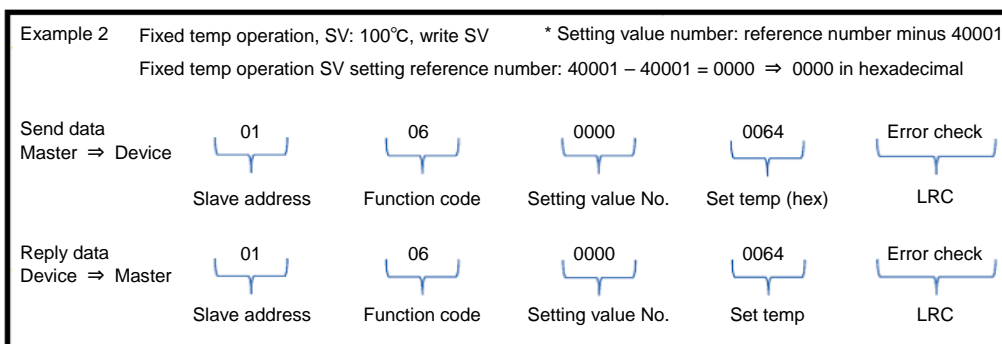 Example 2 Fixed temp operation, SV: 100℃, write SV * Setting value number: reference number minus 40001
Fixed temp operation SV setting reference number: 40001 – 40001 = 0000 ⇒ 0000 in hexadecimal
Send data
Master ⇒ Device
01 06 0000 0064 Error check
Slave address Function code Setting value No. Set temp (hex) LRC
Reply data
Device ⇒ Master
01 06 0000 0064 Error check
Slave address Function code Setting value No. Set temp LRC